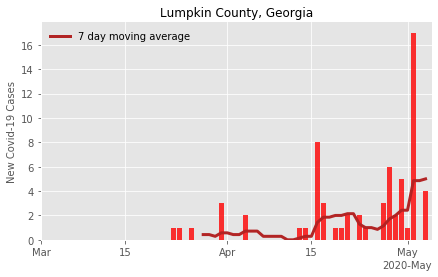 Lumpkin County, Georgia
7 day moving average
New Covid-19 Cases
16
14
12
10
8
6
4
2
0
Mar 15 Apr 15 May
2020-May